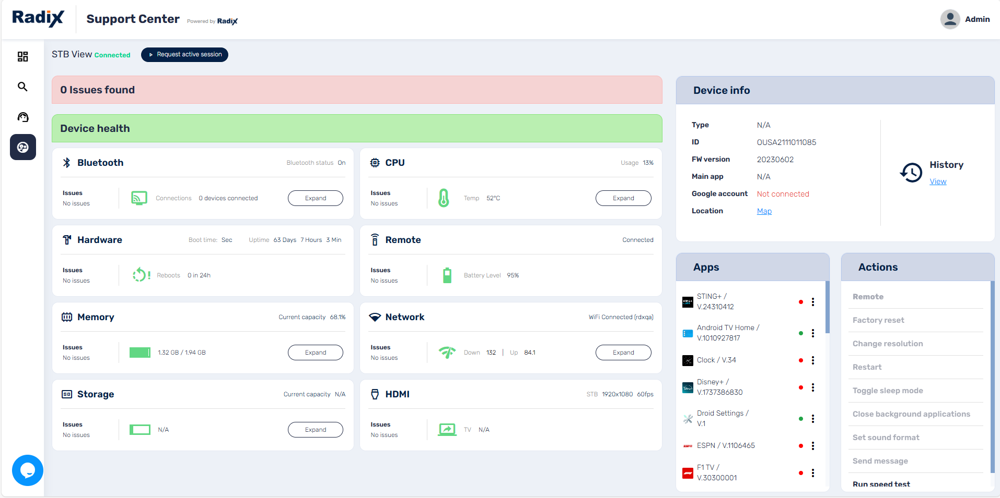 Radix
Support Center Powered by Radix
Admin
STB View Connected
Request active session
0 Issues found
Device health
Bluetooth
Bluetooth status On
Issues
No issues
Connections 0 devices connected
Expand
CPU
Usage 13%
Issues
No issues
Temp 52°C
Expand
Hardware
Boot time: Sec Uptime 63 Days 7 Hours 3 Min
Issues
No issues
Reboots 0 in 24h
Remote
Connected
Issues
No issues
Battery Level 95%
Memory
Current capacity 68.1%
Issues
No issues
1.32 GB / 1.94 GB
Expand
Network
WiFi Connected (rdxqa)
Issues
No issues
Down 132 | Up 84.1
Expand
Storage
Current capacity N/A
Issues
No issues
N/A
Expand
HDMI
STB 1920x1080 60fps
Issues
No issues
TV N/A
Device info
Type N/A
ID OUSA2111011085
FW version 20230602
Main app N/A
Google account Not connected
Location Map
History
View
Apps
STING+ /
V.24310412
Android TV Home /
V.1010927817
Clock / V.34
Disney+ /
V.1737386830
Droid Settings /
V.1
ESPN / V.1106465
F1 TV /
V.30300001
Actions
Remote
Factory reset
Change resolution
Restart
Toggle sleep mode
Close background applications
Set sound format
Send message
Run speed test